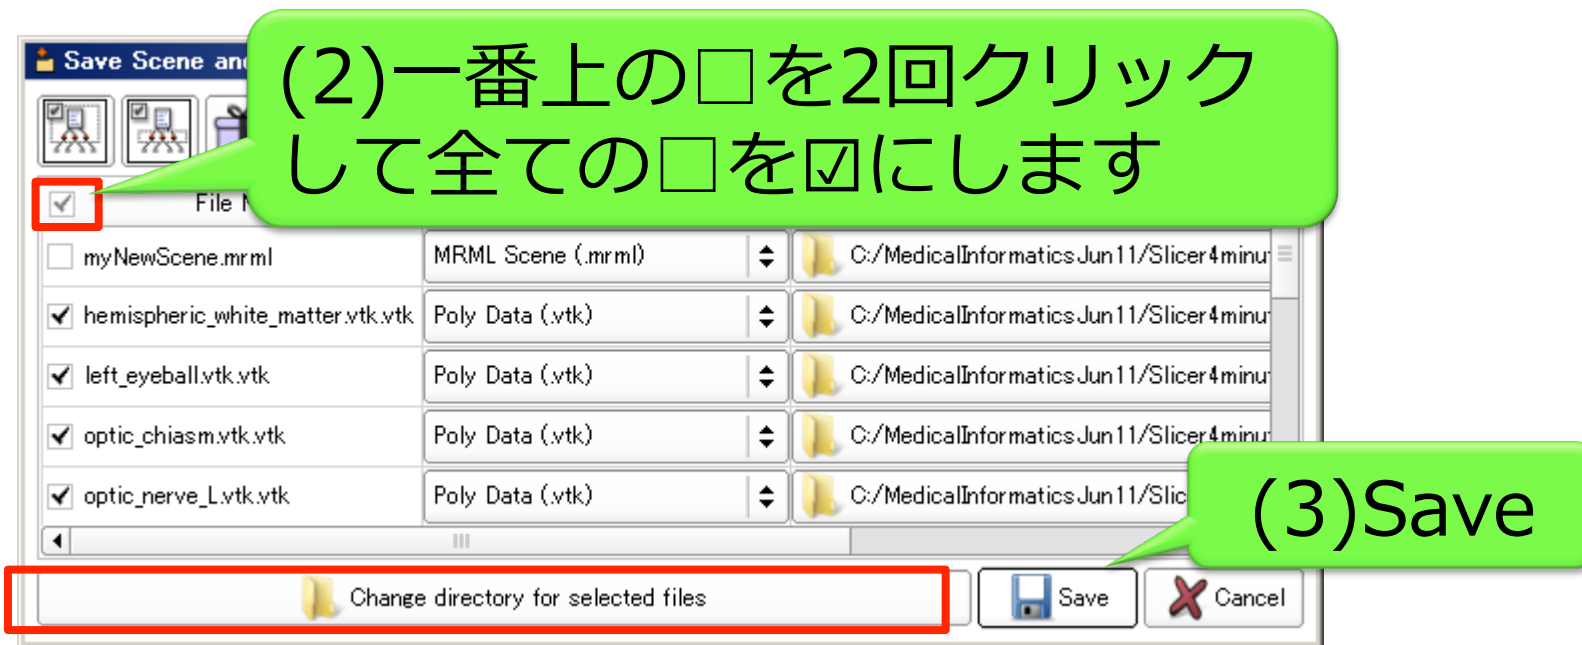 Save Scene an
(2)一番上の□を2回クリック
して全ての□を☑にします
File N
myNewScene.mrml MRML Scene (.mrml) C:/MedicalInformaticsJun11/Slicer4minu
hemispheric_white_matter.vtk.vtk Poly Data (.vtk) C:/MedicalInformaticsJun11/Slicer4minu
left_eyeball.vtk.vtk Poly Data (.vtk) C:/MedicalInformaticsJun11/Slicer4minu
optic_chiasm.vtk.vtk Poly Data (.vtk) C:/MedicalInformaticsJun11/Slicer4minu
optic_nerve_L.vtk.vtk Poly Data (.vtk) C:/MedicalInformaticsJun11/Slic
(3)Save
Change directory for selected files Save Cancel